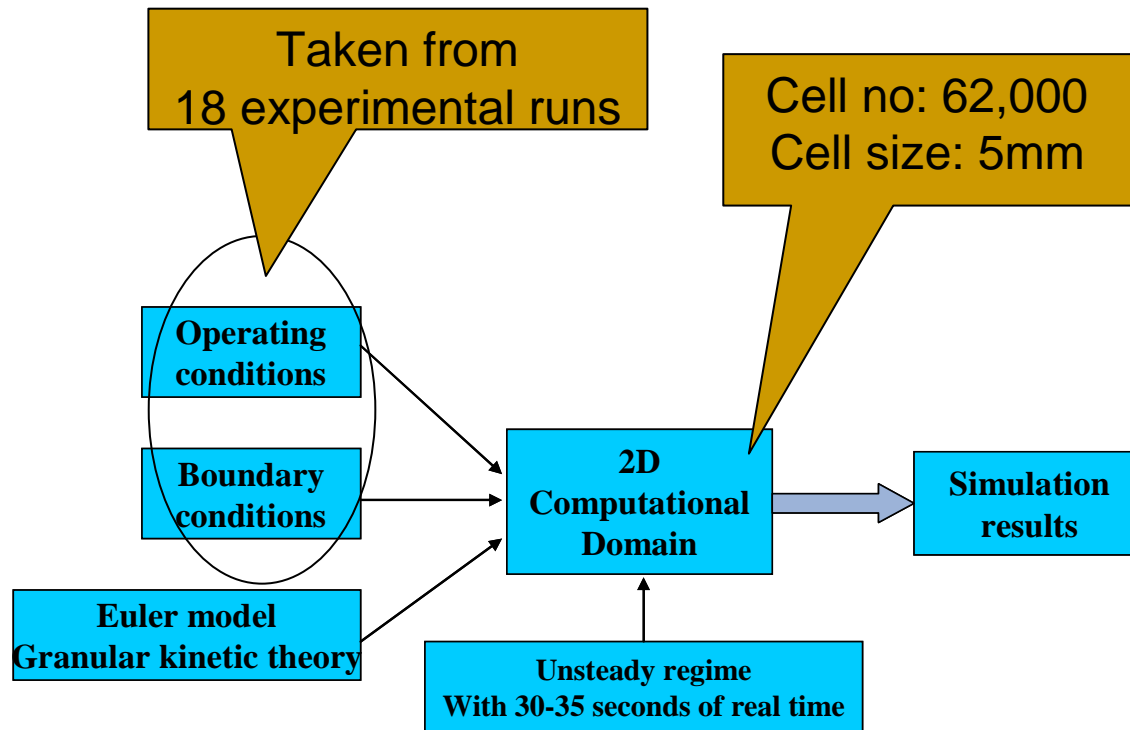 Taken from
18 experimental runs
Cell no: 62,000
Cell size: 5mm
Operating
conditions
Boundary
conditions
Euler model
Granular kinetic theory
2D
Computational
Domain
Simulation
results
Unsteady regime
With 30-35 seconds of real time